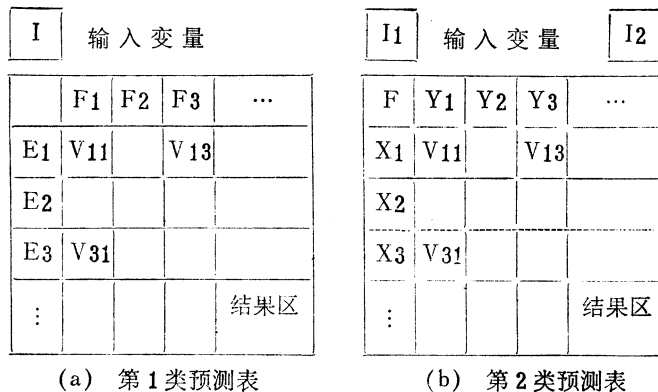 I 输入变量
F1 F2 F3 …
E1 V11 V13
E2
E3 V31
⋮ 结果区
(a) 第1类预测表
I1 输入变量 I2
F Y1 Y2 Y3 …
X1 V11 V13
X2
X3 V31
⋮ 结果区
(b) 第2类预测表